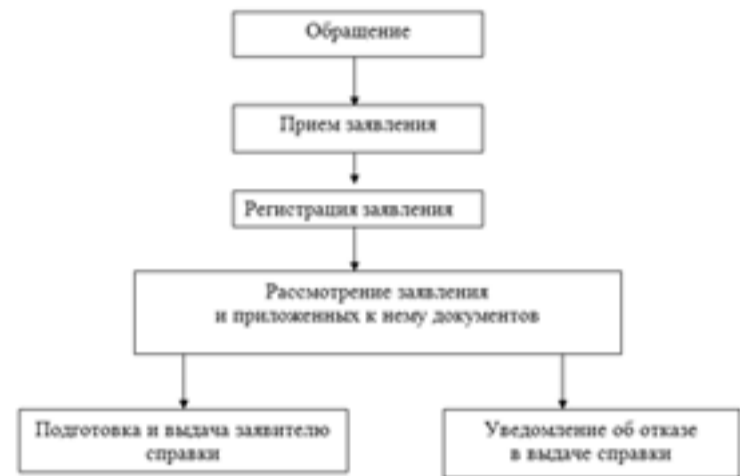 Обращение
Прием заявления
Регистрация заявления
Рассмотрение заявления
и приложенных к нему документов
Подготовка и выдача заявителю
справки
Уведомление об отказе
в выдаче справки